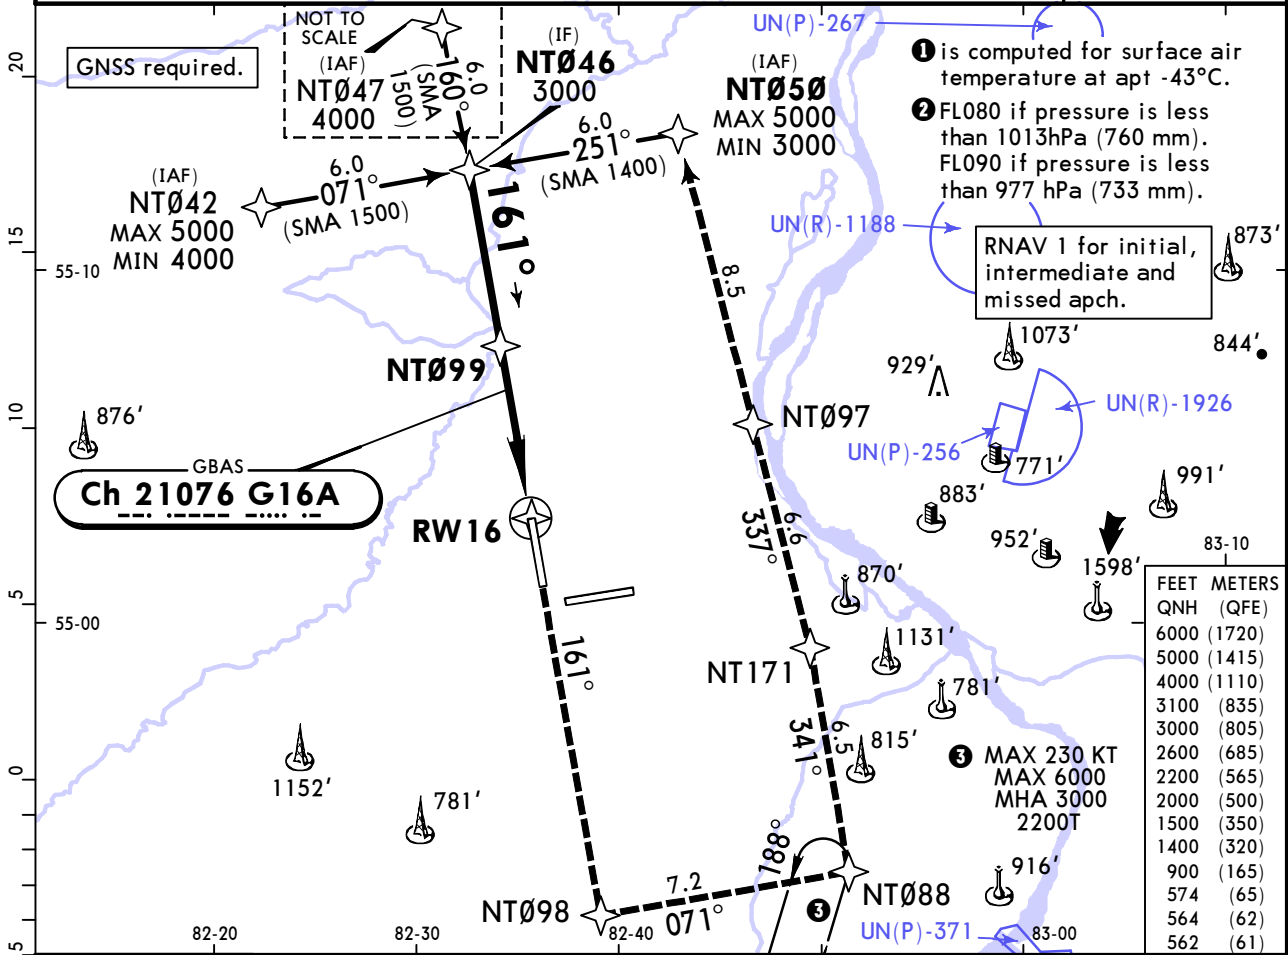 NOT TO
SCALE
(IAF)
NTØ47
4000
6.0
160°
(SMA
1500)
(IF)
NTØ46
3000
(IAF)
NTØ5Ø
MAX 5000
MIN 3000
UN(P)-267
GNSS required.
❶ is computed for surface air
temperature at apt -43°C.
❷ FL080 if pressure is less
than 1013hPa (760 mm).
FL090 if pressure is less
than 977 hPa (733 mm).
20
6.0
251°
(SMA 1400)
(IAF)
NTØ42
MAX 5000
MIN 4000
6.0
071°
(SMA 1500)
161°
UN(R)-1188
RNAV 1 for initial,
intermediate and
missed apch.
873'
15
55-10
8.5
1073'
844'
929'
NTØ99
UN(R)-1926
876'
10
NTØ97
UN(P)-256
771'
GBAS
Ch 21076 G16A
991'
883'
RW16
6.6
337°
952'
83-10
1598'
870'
5
55-00
161°
1131'
NT171
781'
6.5
341°
815'
❸ MAX 230 KT
MAX 6000
MHA 3000
2200T
1152'
0
781'
188°
916'
7.2
071°
NTØ98
NTØ88
❸
UN(P)-371
5
82-20
82-30
82-40
83-00
FEET METERS
QNH (QFE)
6000 (1720)
5000 (1415)
4000 (1110)
3100 (835)
3000 (805)
2600 (685)
2200 (565)
2000 (500)
1500 (350)
1400 (320)
900 (165)
574 (65)
564 (62)
562 (61)